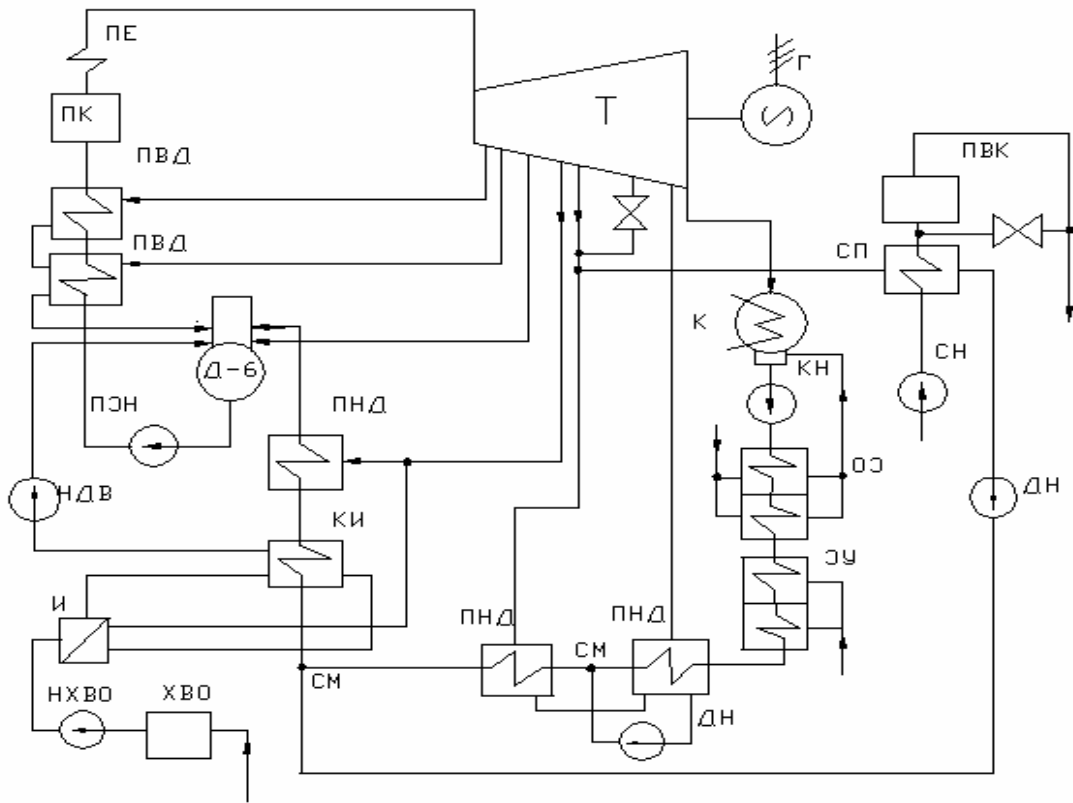 ПЕ
Г
Т
ПК
ПВД
ПВК
ПВД
СП
К
СН
КН
Д-6
ПЭН
ПНД
ЭО
НДВ
ДН
КИ
ЭУ
И
ПНД
ПНД
СМ
СМ
НХВО
ХВО
ДН